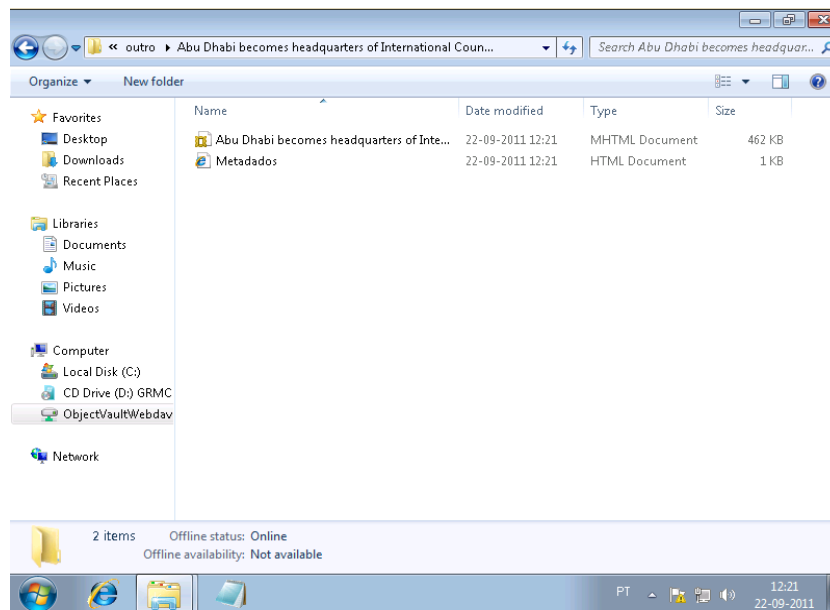 « outro ▸ Abu Dhabi becomes headquarters of International Coun...
Search Abu Dhabi becomes headquar...
Organize
New folder
Name
Date modified
Type
Size
Abu Dhabi becomes headquarters of Inte...
22-09-2011 12:21
MHTML Document
462 KB
Metadados
22-09-2011 12:21
HTML Document
1 KB
Favorites
Desktop
Downloads
Recent Places
Libraries
Documents
Music
Pictures
Videos
Computer
Local Disk (C:)
CD Drive (D:) GRMC
ObjectVaultWebdav
Network
2 items
Offline status: Online
Offline availability: Not available
PT
12:21
22-09-2011